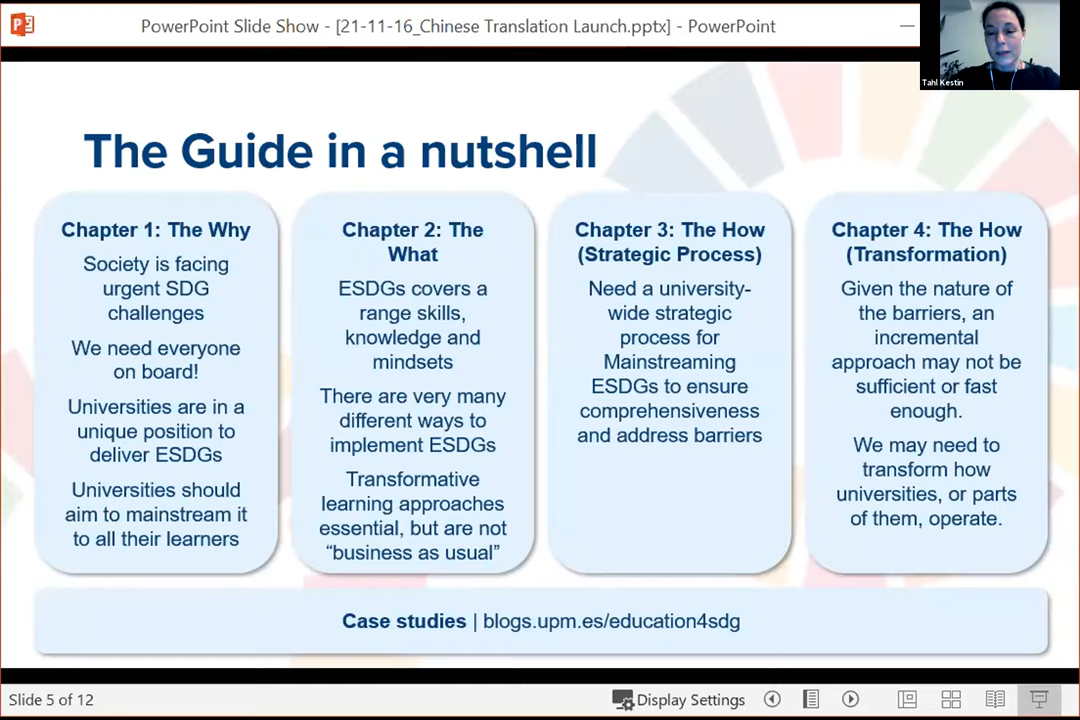 PowerPoint Slide Show - [21-11-16_Chinese Translation Launch.pptx] - PowerPoint
Tahl Kestin
The Guide in a nutshell
Chapter 1: The Why
Society is facing
urgent SDG
challenges
We need everyone
on board!
Universities are in a
unique position to
deliver ESDGs
Universities should
aim to mainstream it
to all their learners
Chapter 2: The
What
ESDGs covers a
range skills,
knowledge and
mindsets
There are very many
different ways to
implement ESDGs
Transformative
learning approaches
essential, but are not
“business as usual”
Chapter 3: The How
(Strategic Process)
Need a university-
wide strategic
process for
Mainstreaming
ESDGs to ensure
comprehensiveness
and address barriers
Chapter 4: The How
(Transformation)
Given the nature of
the barriers, an
incremental
approach may not be
sufficient or fast
enough.
We may need to
transform how
universities, or parts
of them, operate.
Case studies | blogs.upm.es/education4sdg
Slide 5 of 12
Display Settings